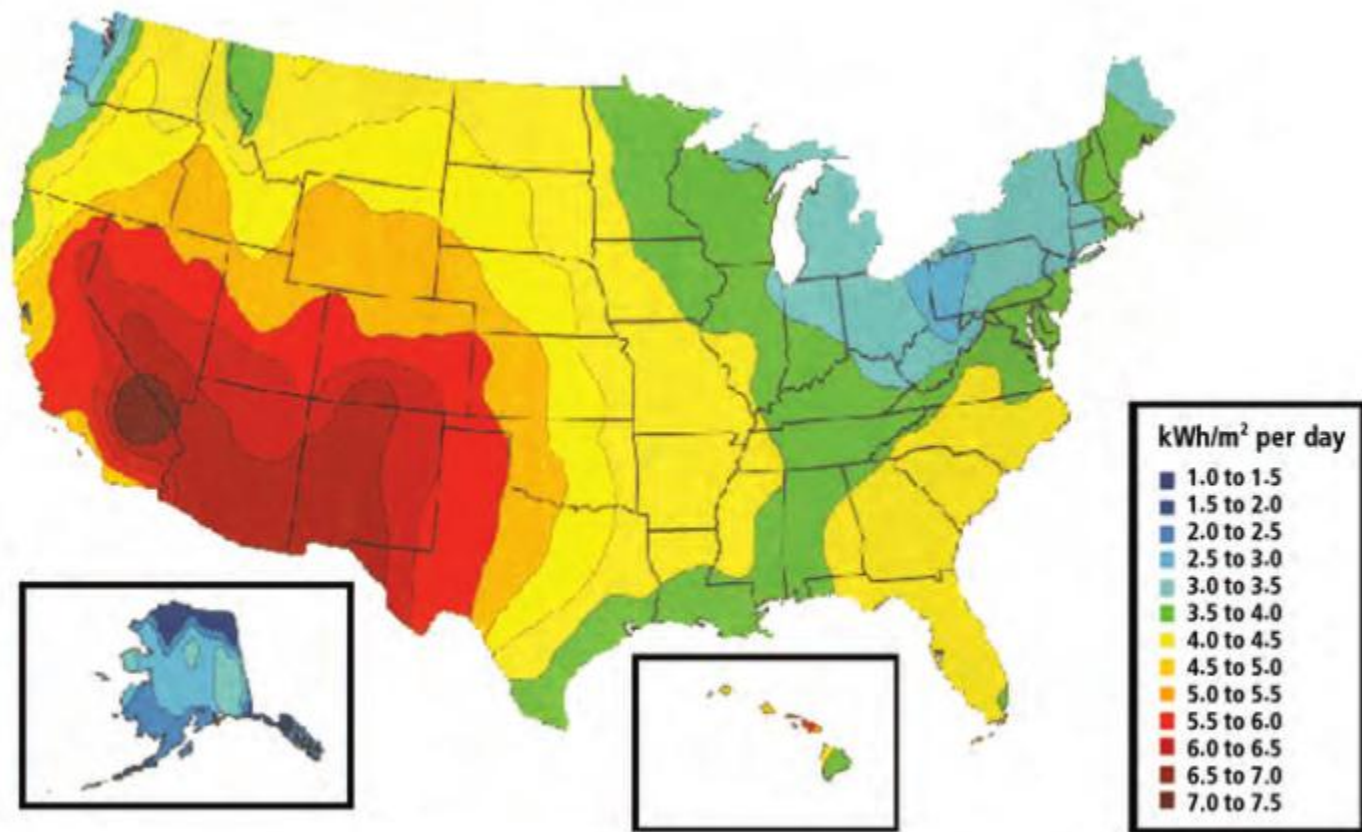 kWh/m² per day
1.0 to 1.5
1.5 to 2.0
2.0 to 2.5
2.5 to 3.0
3.0 to 3.5
3.5 to 4.0
4.0 to 4.5
4.5 to 5.0
5.0 to 5.5
5.5 to 6.0
6.0 to 6.5
6.5 to 7.0
7.0 to 7.5